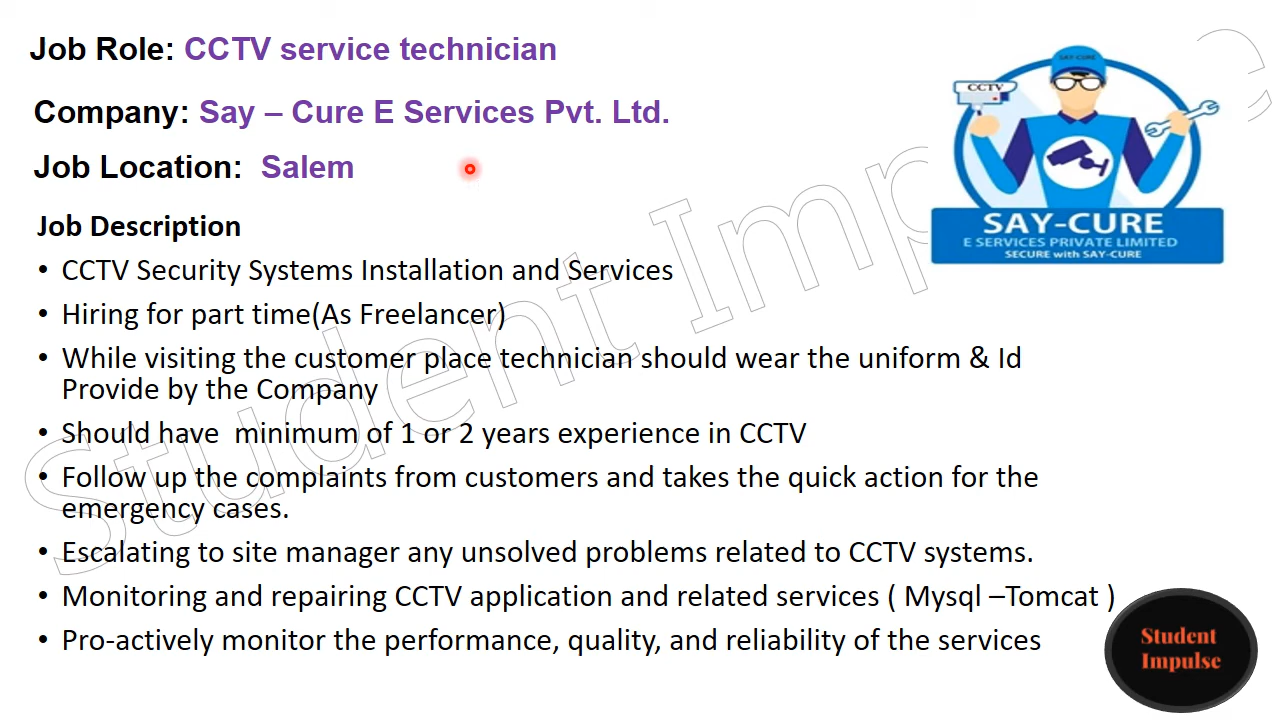 Job Role: CCTV service technician
Company: Say – Cure E Services Pvt. Ltd.
Job Location: Salem
SAY-CURE
CCTV
SAY-CURE
E SERVICES PRIVATE LIMITED
SECURE with SAY-CURE
Job Description
• CCTV Security Systems Installation and Services
• Hiring for part time(As Freelancer)
• While visiting the customer place technician should wear the uniform & Id
Provide by the Company
• Should have minimum of 1 or 2 years experience in CCTV
• Follow up the complaints from customers and takes the quick action for the
emergency cases.
• Escalating to site manager any unsolved problems related to CCTV systems.
• Monitoring and repairing CCTV application and related services ( Mysql –Tomcat )
• Pro-actively monitor the performance, quality, and reliability of the services
Student
Impulse